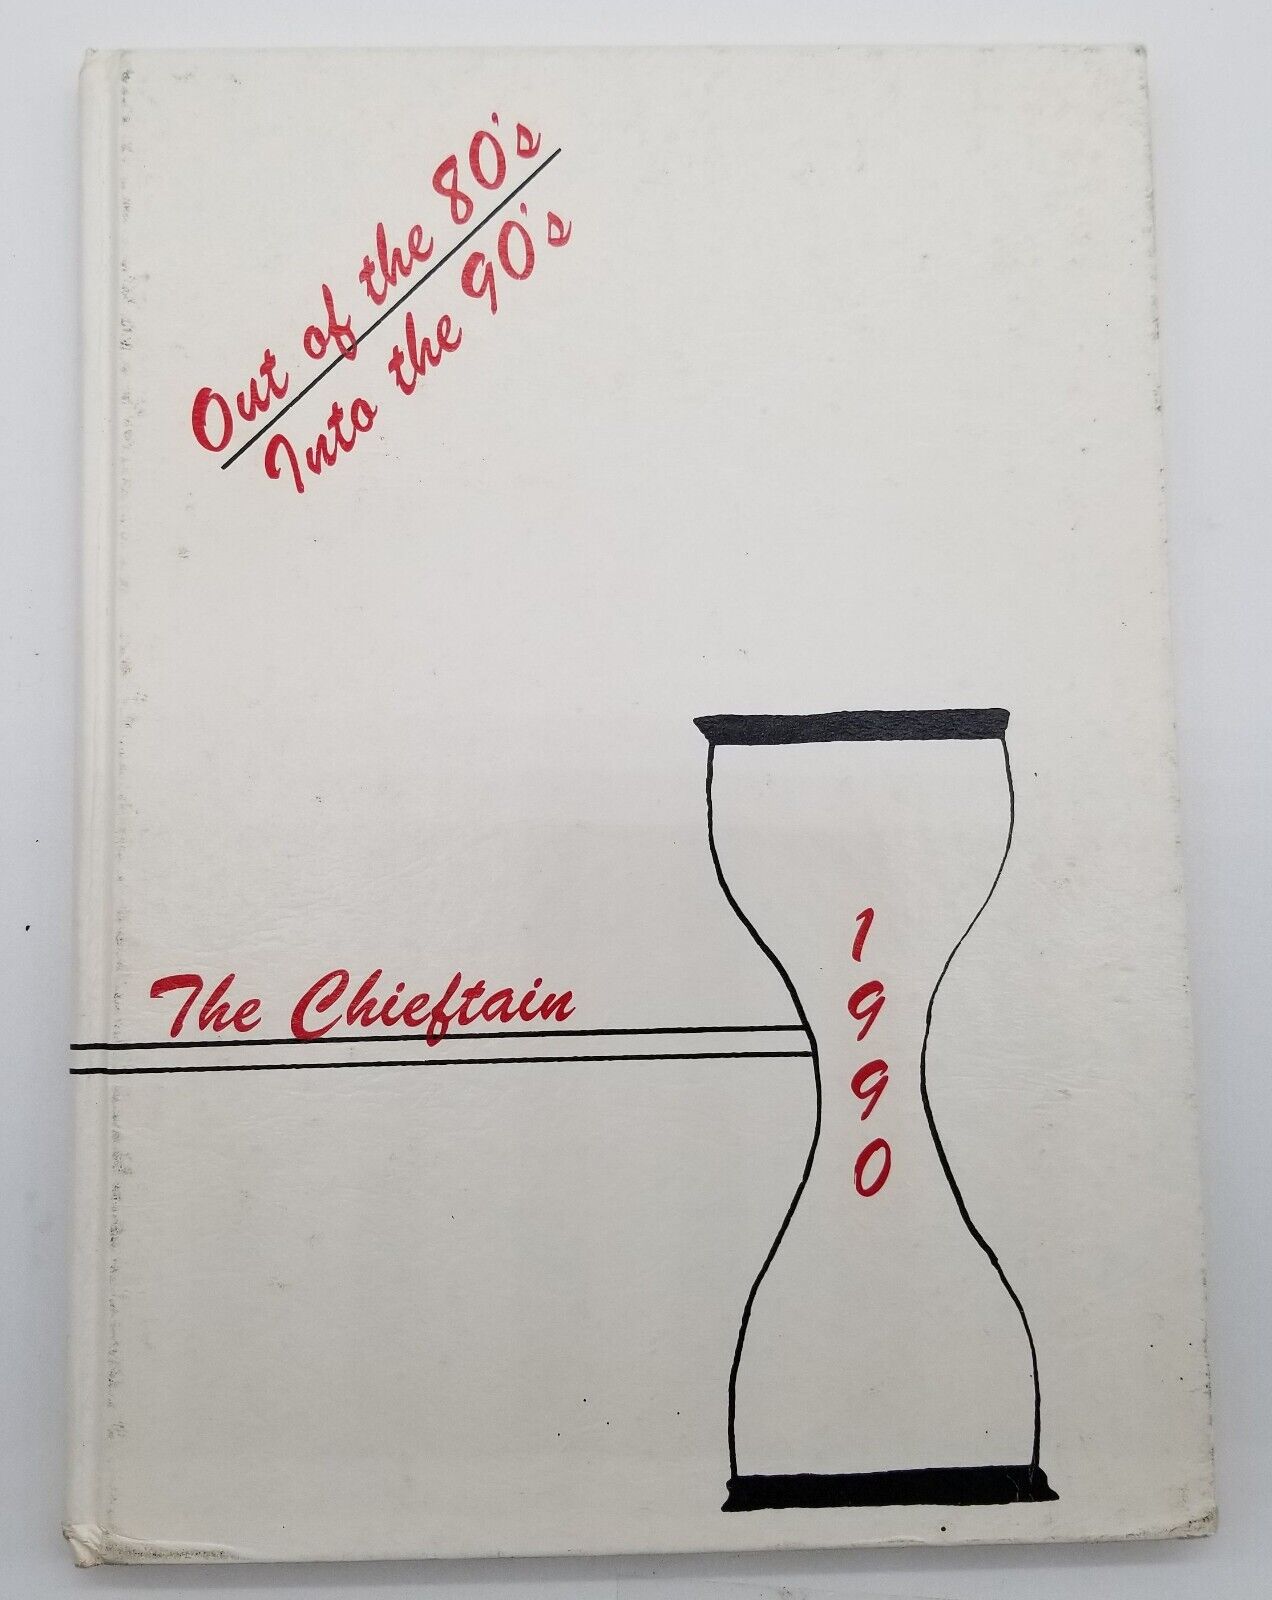 Out of the 80's
Into the 90's
The Chieftain
1990